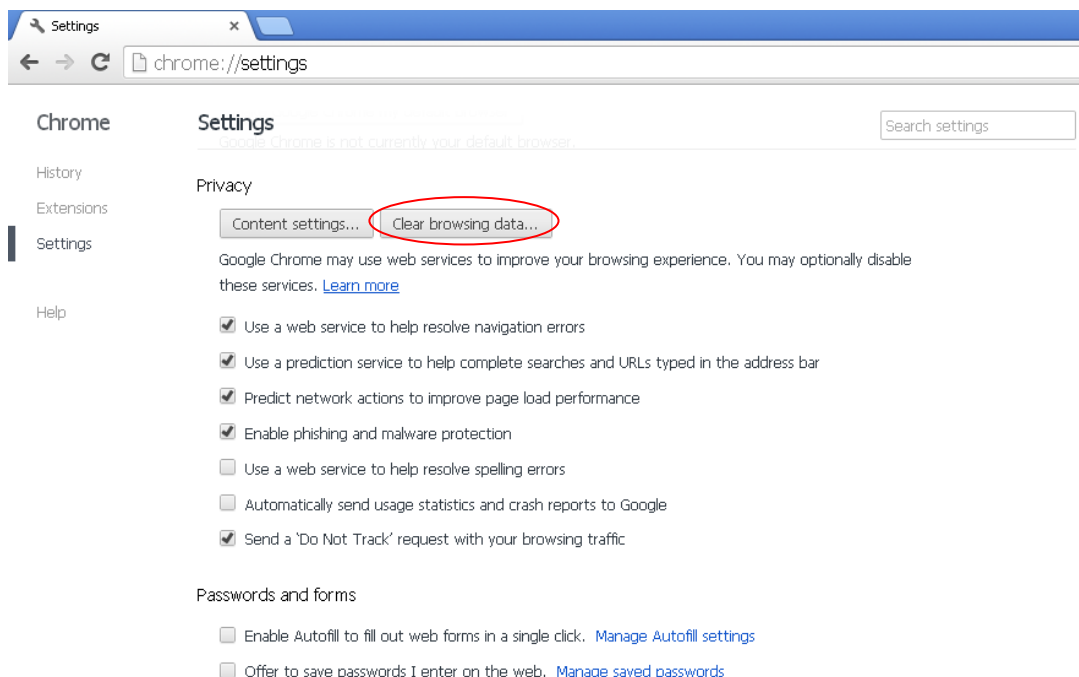 Settings
chrome://settings
Chrome
Settings
Search settings
Google Chrome is not currently your default browser.
History
Extensions
Settings
Help
Privacy
Content settings...
Clear browsing data...
Google Chrome may use web services to improve your browsing experience. You may optionally disable
these services. Learn more
Use a web service to help resolve navigation errors
Use a prediction service to help complete searches and URLs typed in the address bar
Predict network actions to improve page load performance
Enable phishing and malware protection
Use a web service to help resolve spelling errors
Automatically send usage statistics and crash reports to Google
Send a 'Do Not Track' request with your browsing traffic
Passwords and forms
Enable Autofill to fill out web forms in a single click. Manage Autofill settings
Offer to save passwords I enter on the web. Manage saved passwords